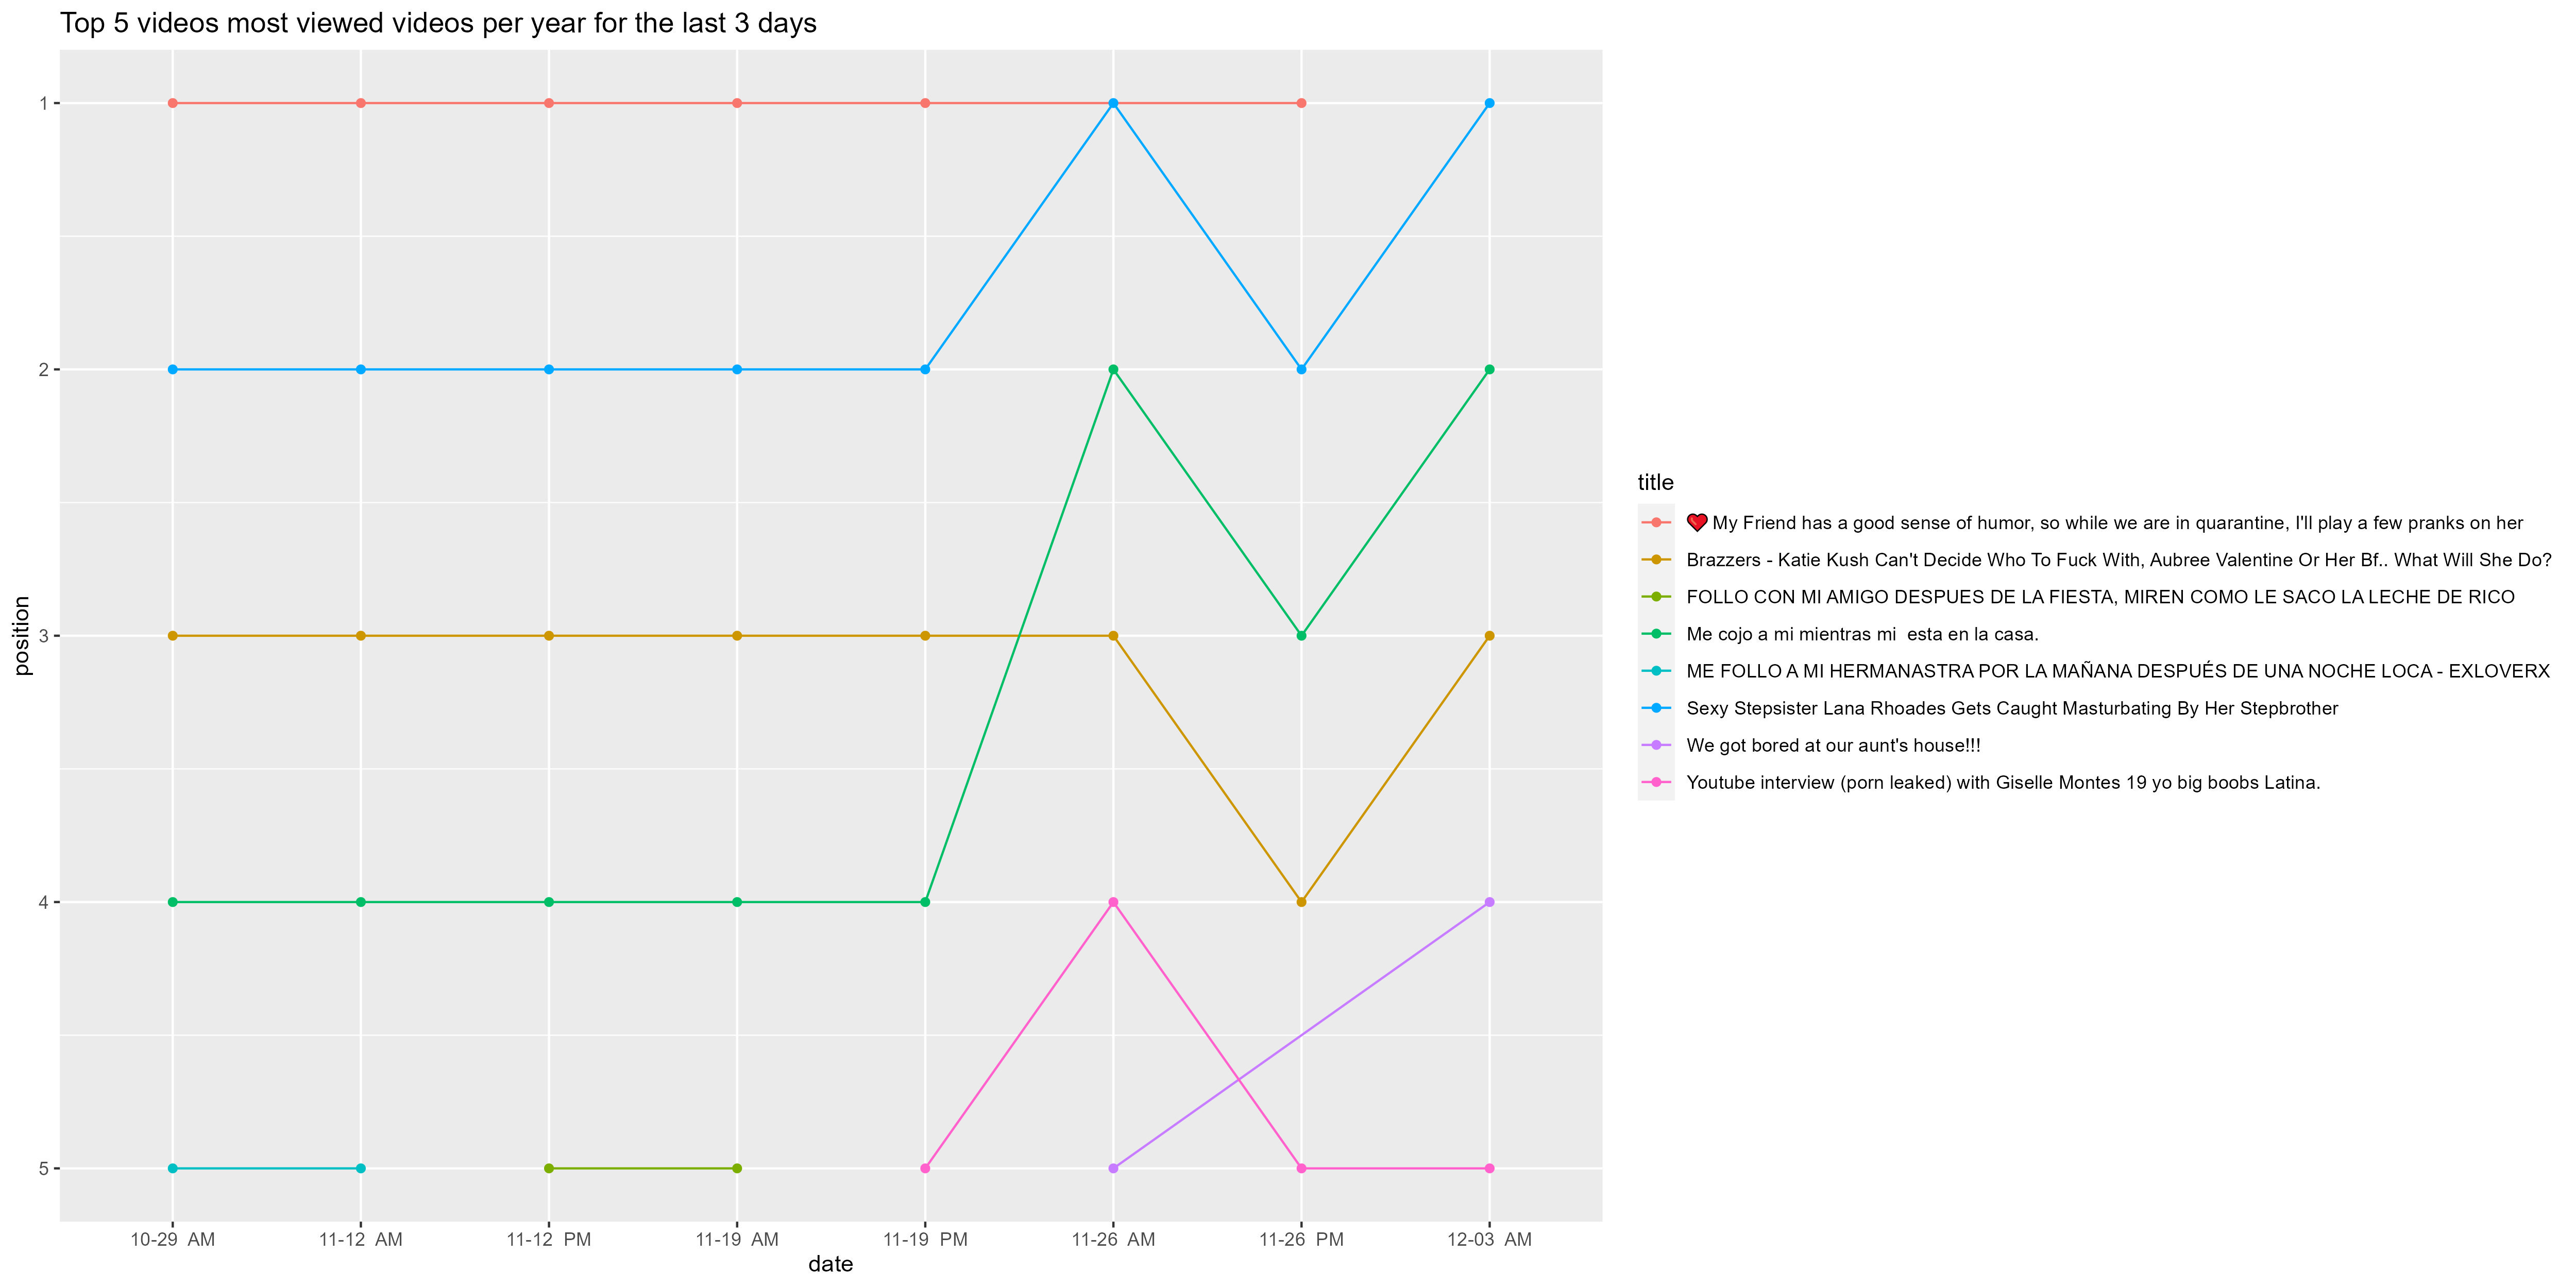 Top 5 videos most viewed videos per year for the last 3 days
position
1
2
3
4
5
10-29 AM
11-12 AM
11-12 PM
11-19 AM
11-19 PM
11-26 AM
11-26 PM
12-03 AM
date
title
❤ My Friend has a good sense of humor, so while we are in quarantine, I'll play a few pranks on her
Brazzers - Katie Kush Can't Decide Who To Fuck With, Aubree Valentine Or Her Bf.. What Will She Do?
FOLLO CON MI AMIGO DESPUES DE LA FIESTA, MIREN COMO LE SACO LA LECHE DE RICO
Me cojo a mi mientras mi  esta en la casa.
ME FOLLO A MI HERMANASTRA POR LA MAÑANA DESPUÉS DE UNA NOCHE LOCA - EXLOVERX
Sexy Stepsister Lana Rhoades Gets Caught Masturbating By Her Stepbrother
We got bored at our aunt's house!!!
Youtube interview (porn leaked) with Giselle Montes 19 yo big boobs Latina.